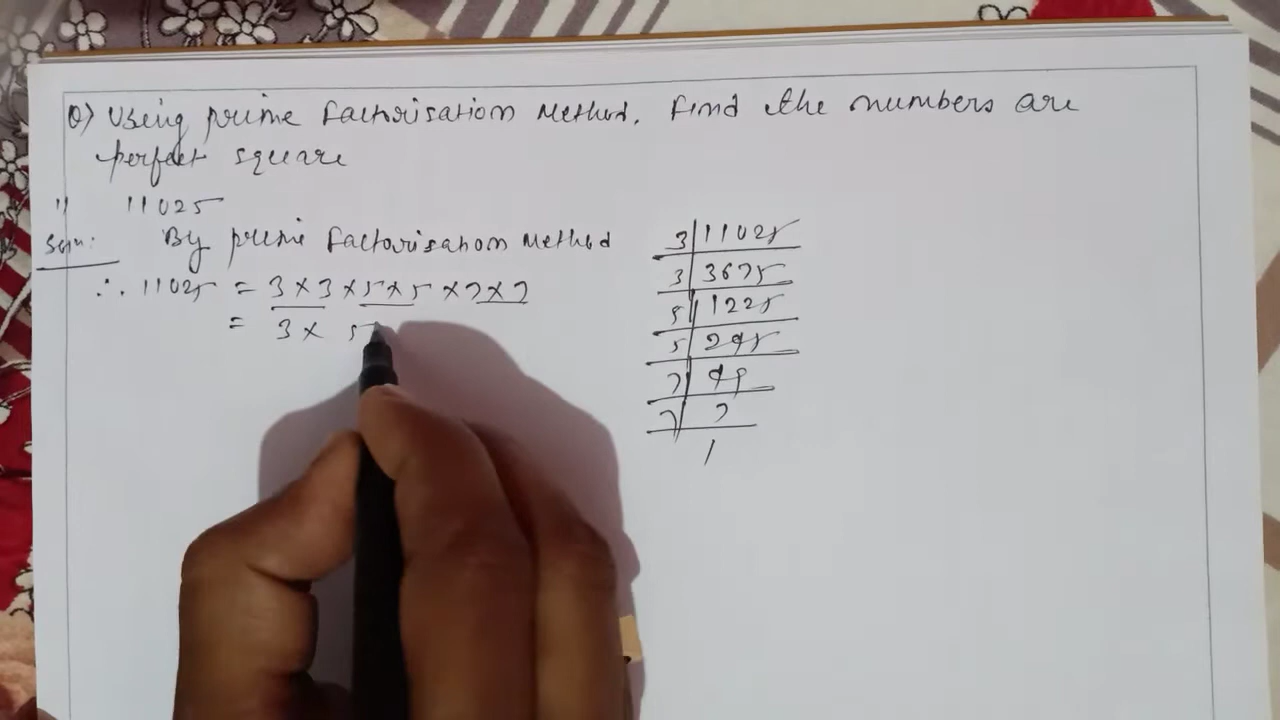 Q) Using prime factorisation Method, Find the numbers are
perfect square
1) 11025
Soln: By prime factorisation Method
∴ 11025 = 3 × 3 × 5 × 5 × 7 × 7
= 3 × 5
3 | 11025
3 | 3675
5 | 1225
5 | 245
7 | 49
7 | 7
1